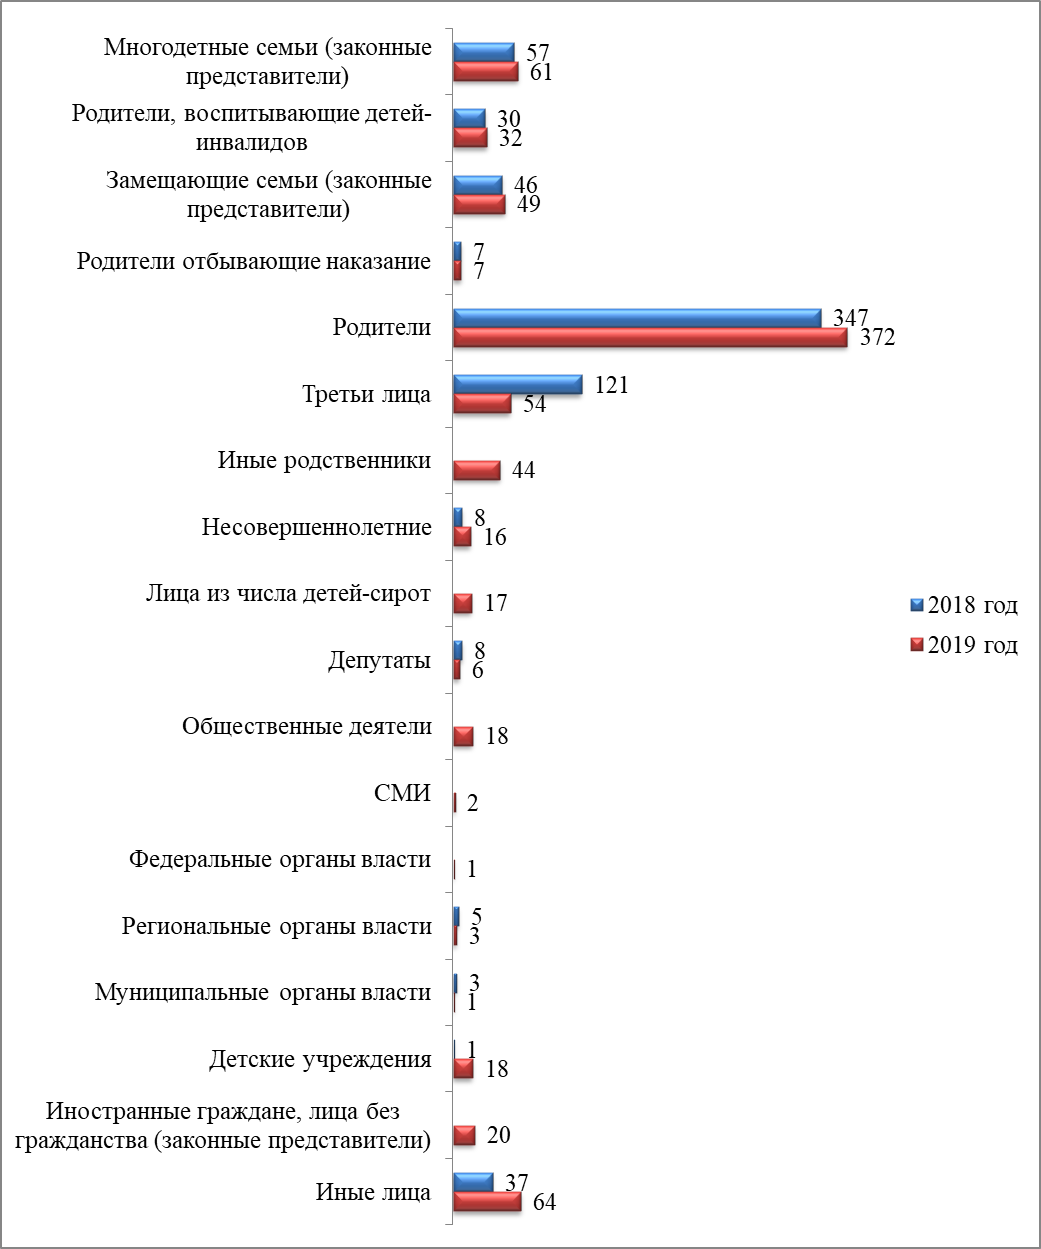 Многодетные семьи (законные
представители)
57
61
Родители, воспитывающие детей-
инвалидов
30
32
Замещающие семьи (законные
представители)
46
49
Родители отбывающие наказание
7
7
Родители
347
372
Третьи лица
121
54
Иные родственники
44
Несовершеннолетние
8
16
Лица из числа детей-сирот
17
Депутаты
8
6
Общественные деятели
18
СМИ
2
Федеральные органы власти
1
Региональные органы власти
5
3
Муниципальные органы власти
3
1
Детские учреждения
1
18
Иностранные граждане, лица без
гражданства (законные представители)
20
Иные лица
37
64
2018 год
2019 год